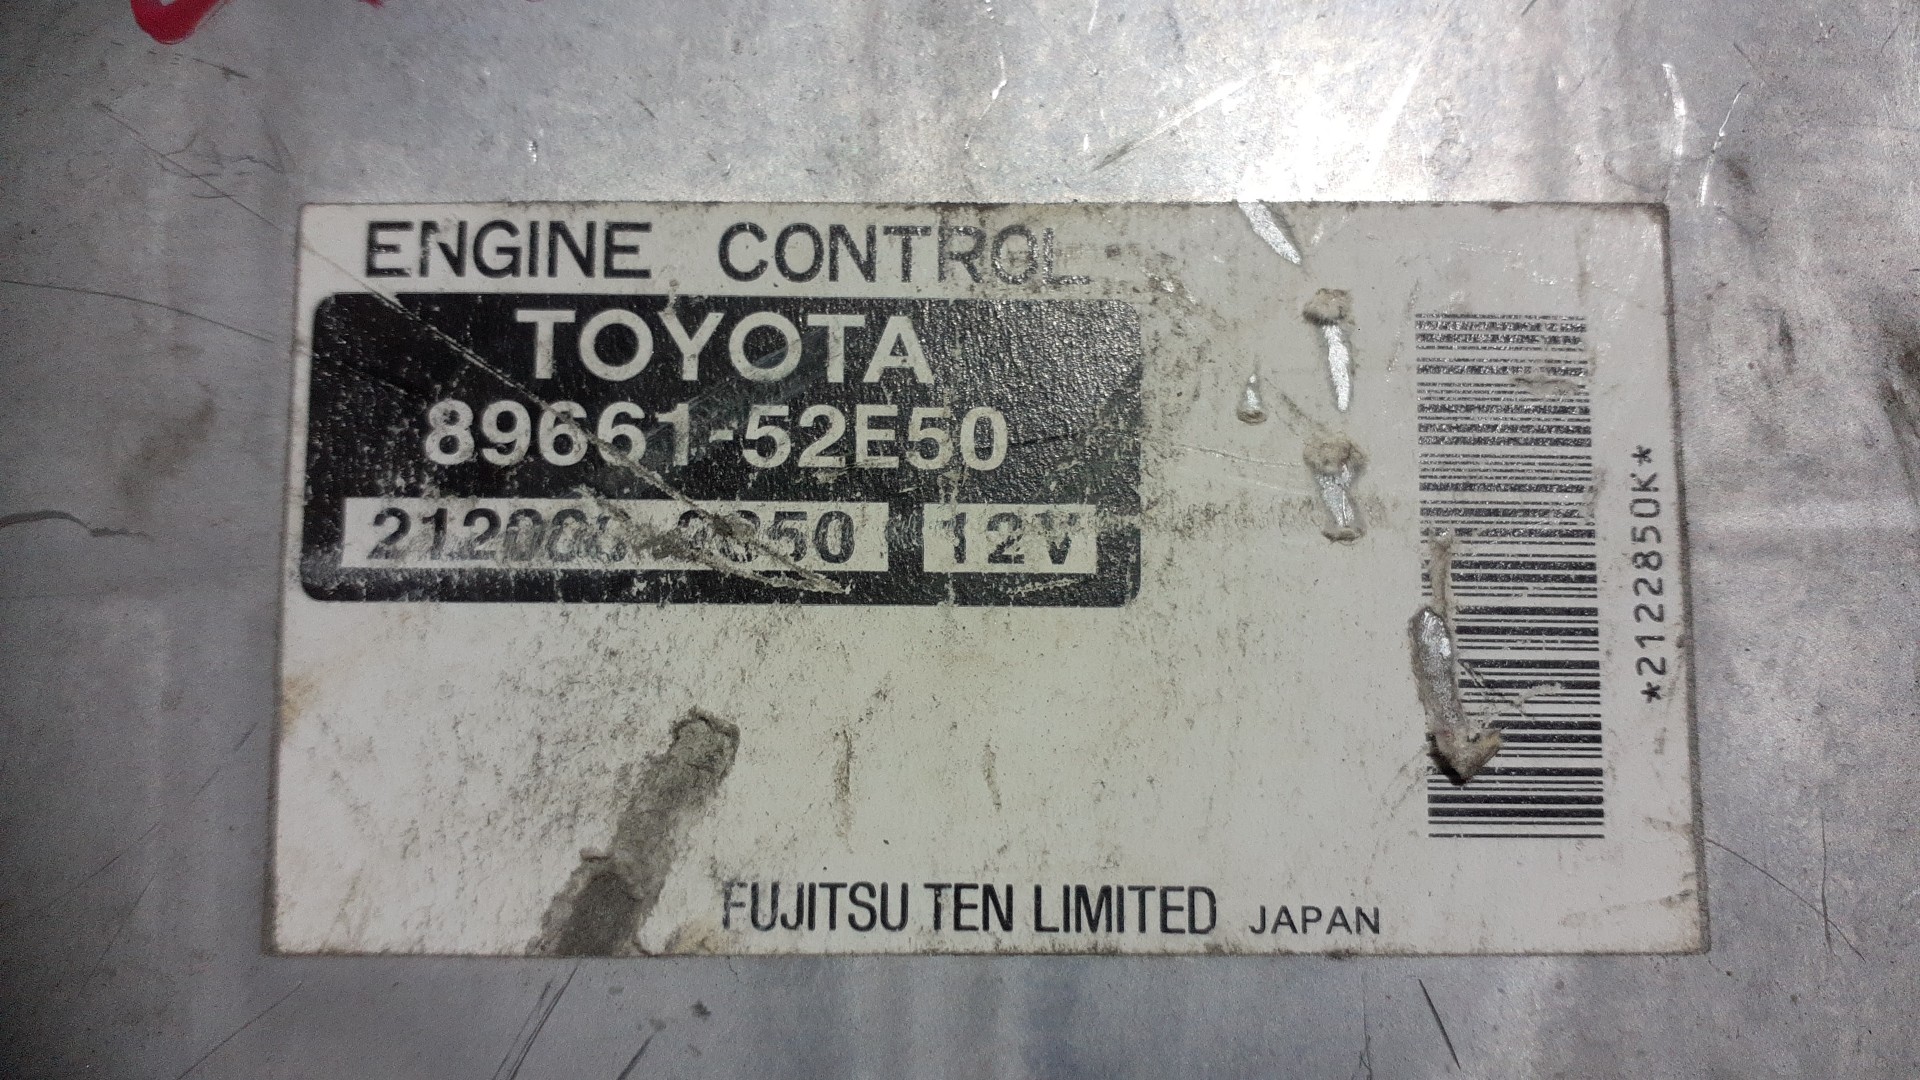 ENGINE CONTROL
TOYOTA
89661-52E50
12V
*2122850K*
FUJITSU TEN LIMITED JAPAN